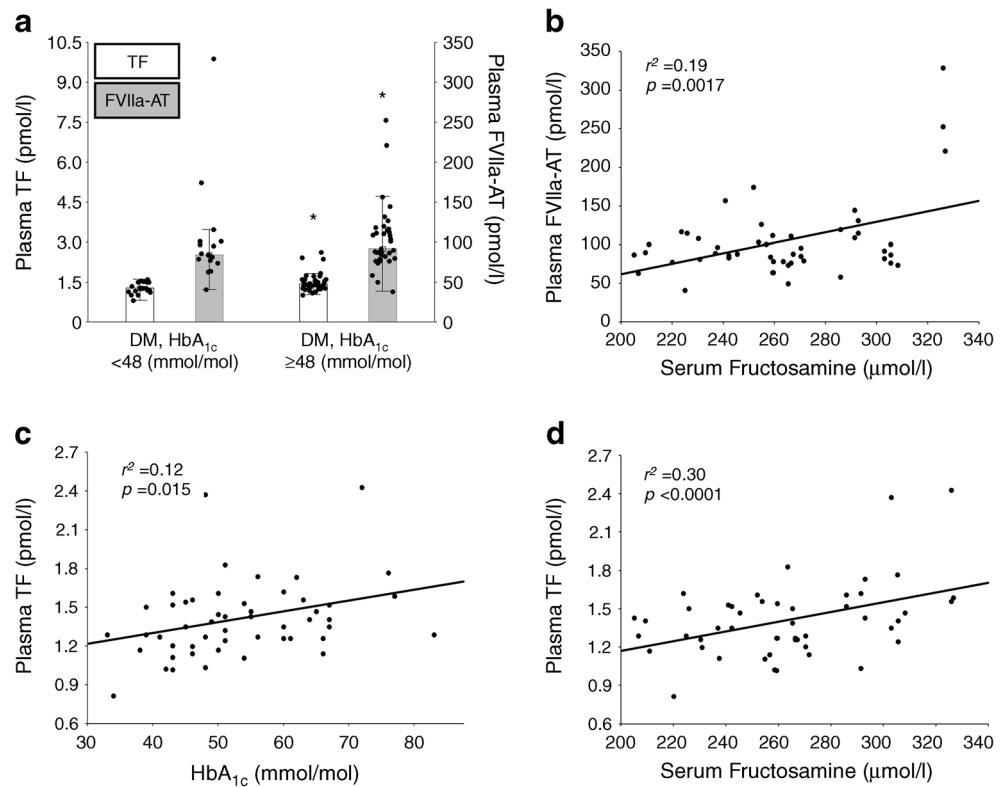 a
10.5
9.0
7.5
6.0
4.5
3.0
1.5
0
Plasma TF (pmol/l)
TF
FVIIa-AT
*
*
350
300
250
200
150
100
50
0
Plasma FVIIa-AT (pmol/l)
DM, HbA1c
<48 (mmol/mol)
DM, HbA1c
≥48 (mmol/mol)
b
350
300
250
200
150
100
50
0
Plasma FVIIa-AT (pmol/l)
r² =0.19
p =0.0017
200 220 240 260 280 300 320 340
Serum Fructosamine (μmol/l)
c
2.7
2.4
2.1
1.8
1.5
1.2
0.9
0.6
Plasma TF (pmol/l)
r² =0.12
p =0.015
30 40 50 60 70 80
HbA1c (mmol/mol)
d
2.7
2.4
2.1
1.8
1.5
1.2
0.9
0.6
Plasma TF (pmol/l)
r² =0.30
p <0.0001
200 220 240 260 280 300 320 340
Serum Fructosamine (μmol/l)